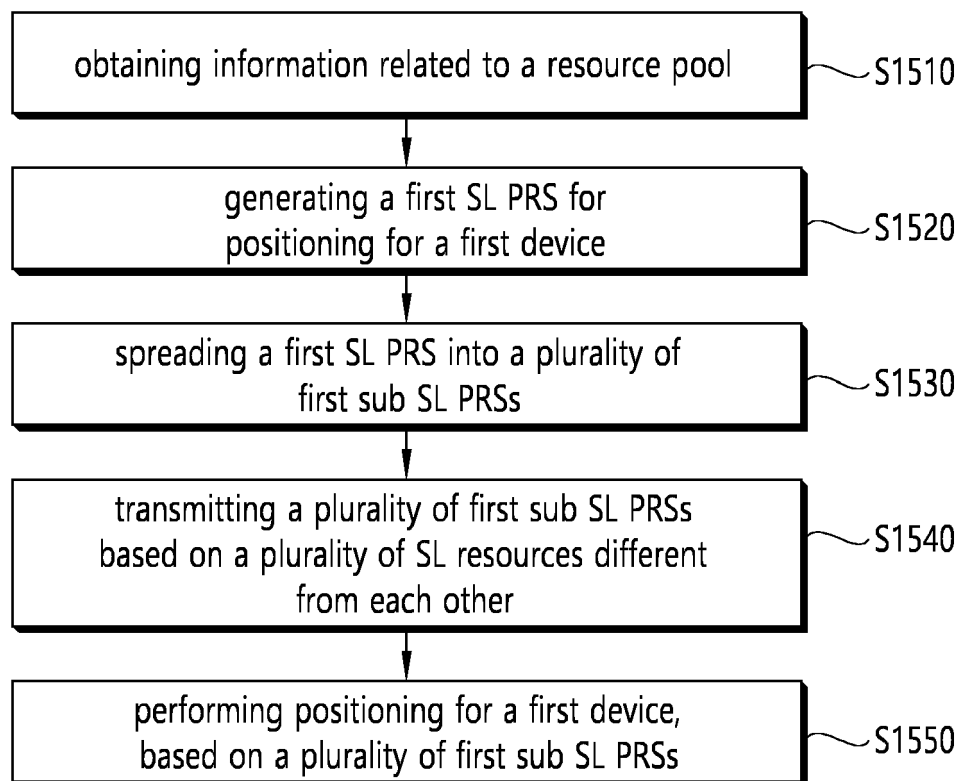 obtaining information related to a resource pool
S1510
generating a first SL PRS for
positioning for a first device
S1520
spreading a first SL PRS into a plurality of
first sub SL PRSs
S1530
transmitting a plurality of first sub SL PRSs
based on a plurality of SL resources different
from each other
S1540
performing positioning for a first device,
based on a plurality of first sub SL PRSs
S1550